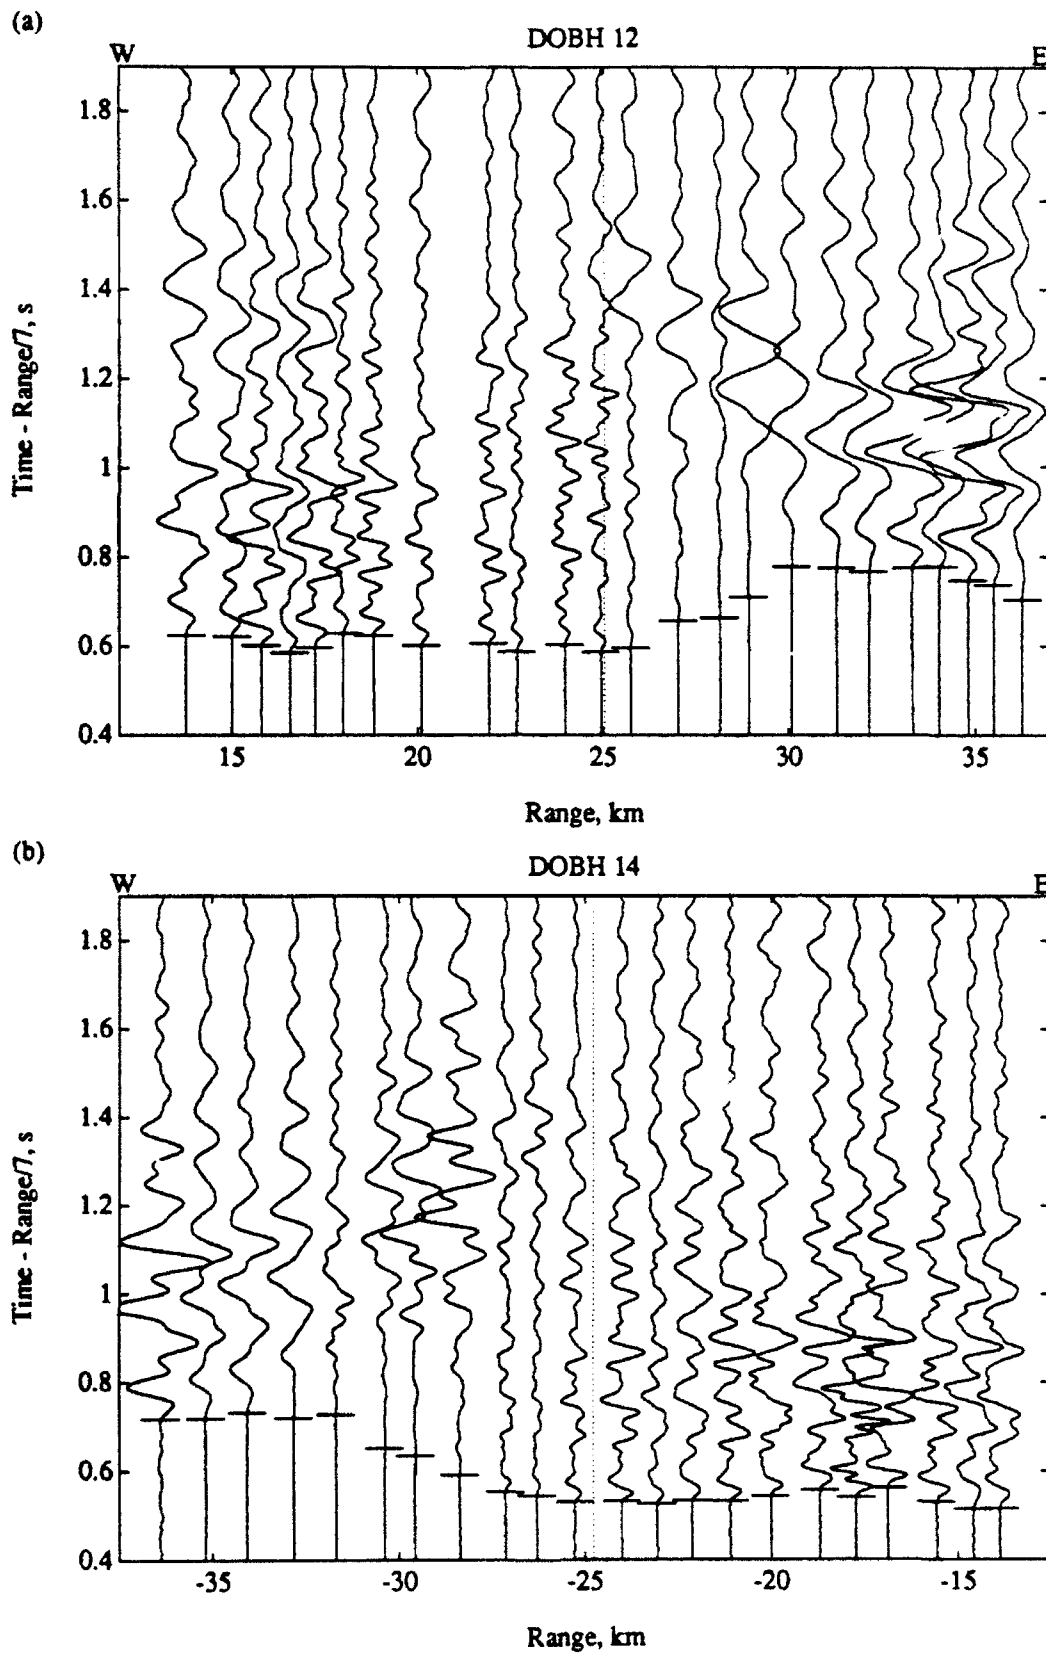 (a)
DOBH 12
W E
1.8
1.6
1.4
1.2
1
0.8
0.6
0.4
Time - Range/7, s
15 20 25 30 35
Range, km
(b)
DOBH 14
W E
1.8
1.6
1.4
1.2
1
0.8
0.6
0.4
Time - Range/7, s
-35 -30 -25 -20 -15
Range, km